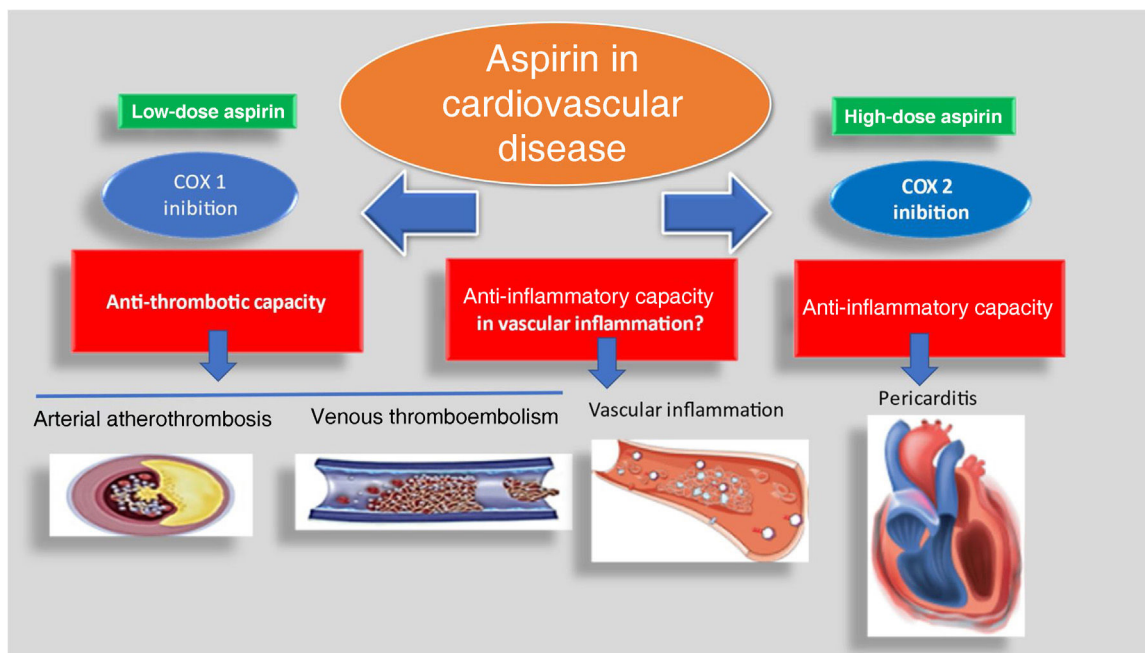 Aspirin in
cardiovascular
disease
Low-dose aspirin
High-dose aspirin
COX 1
inibition
COX 2
inibition
Anti-thrombotic capacity
Anti-inflammatory capacity
in vascular inflammation?
Anti-inflammatory capacity
Arterial atherothrombosis
Venous thromboembolism
Vascular inflammation
Pericarditis